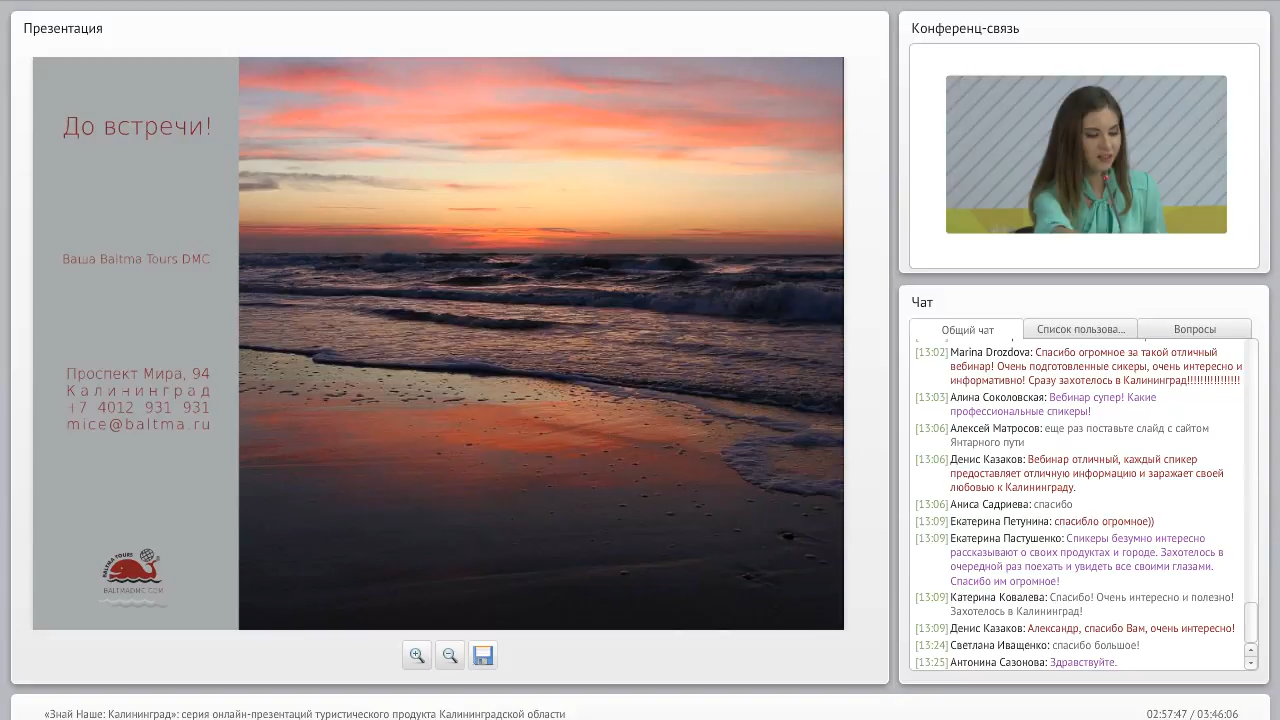 Презентация
До встречи!
Ваша Baltma Tours DMC
Проспект Мира, 94
Калининград
+7 4012 931 931
mice@baltma.ru
BALTMA TOURS
BALTMADMC.COM
Конференц-связь
Чат
Общий чат
Список пользова...
Вопросы
[13:02] Marina Drozdova: Спасибо огромное за такой отличный
вебинар! Очень подготовленные сикеры, очень интересно и
информативно! Сразу захотелось в Калининград!!!!!!!!!!!!!!!!
[13:03] Алина Соколовская: Вебинар супер! Какие
профессиональные спикеры!
[13:06] Алексей Матросов: еще раз поставьте слайд с сайтом
Янтарного пути
[13:06] Денис Казаков: Вебинар отличный, каждый спикер
предоставляет отличную информацию и заражает своей
любовью к Калининграду.
[13:06] Аниса Садриева: спасибо
[13:09] Екатерина Петунина: спасибло огромное))
[13:09] Екатерина Пастушенко: Спикеры безумно интересно
рассказывают о своих продуктах и городе. Захотелось в
очередной раз поехать и увидеть все своими глазами.
Спасибо им огромное!
[13:09] Катерина Ковалева: Спасибо! Очень интересно и полезно!
Захотелось в Калининград!
[13:09] Денис Казаков: Александр, спасибо Вам, очень интересно!
[13:24] Светлана Иващенко: спасибо большое!
[13:25] Антонина Сазонова: Здравствуйте.
«Знай Наше: Калининград»: серия онлайн-презентаций туристического продукта Калининградской области
02:57:47 / 03:46:06